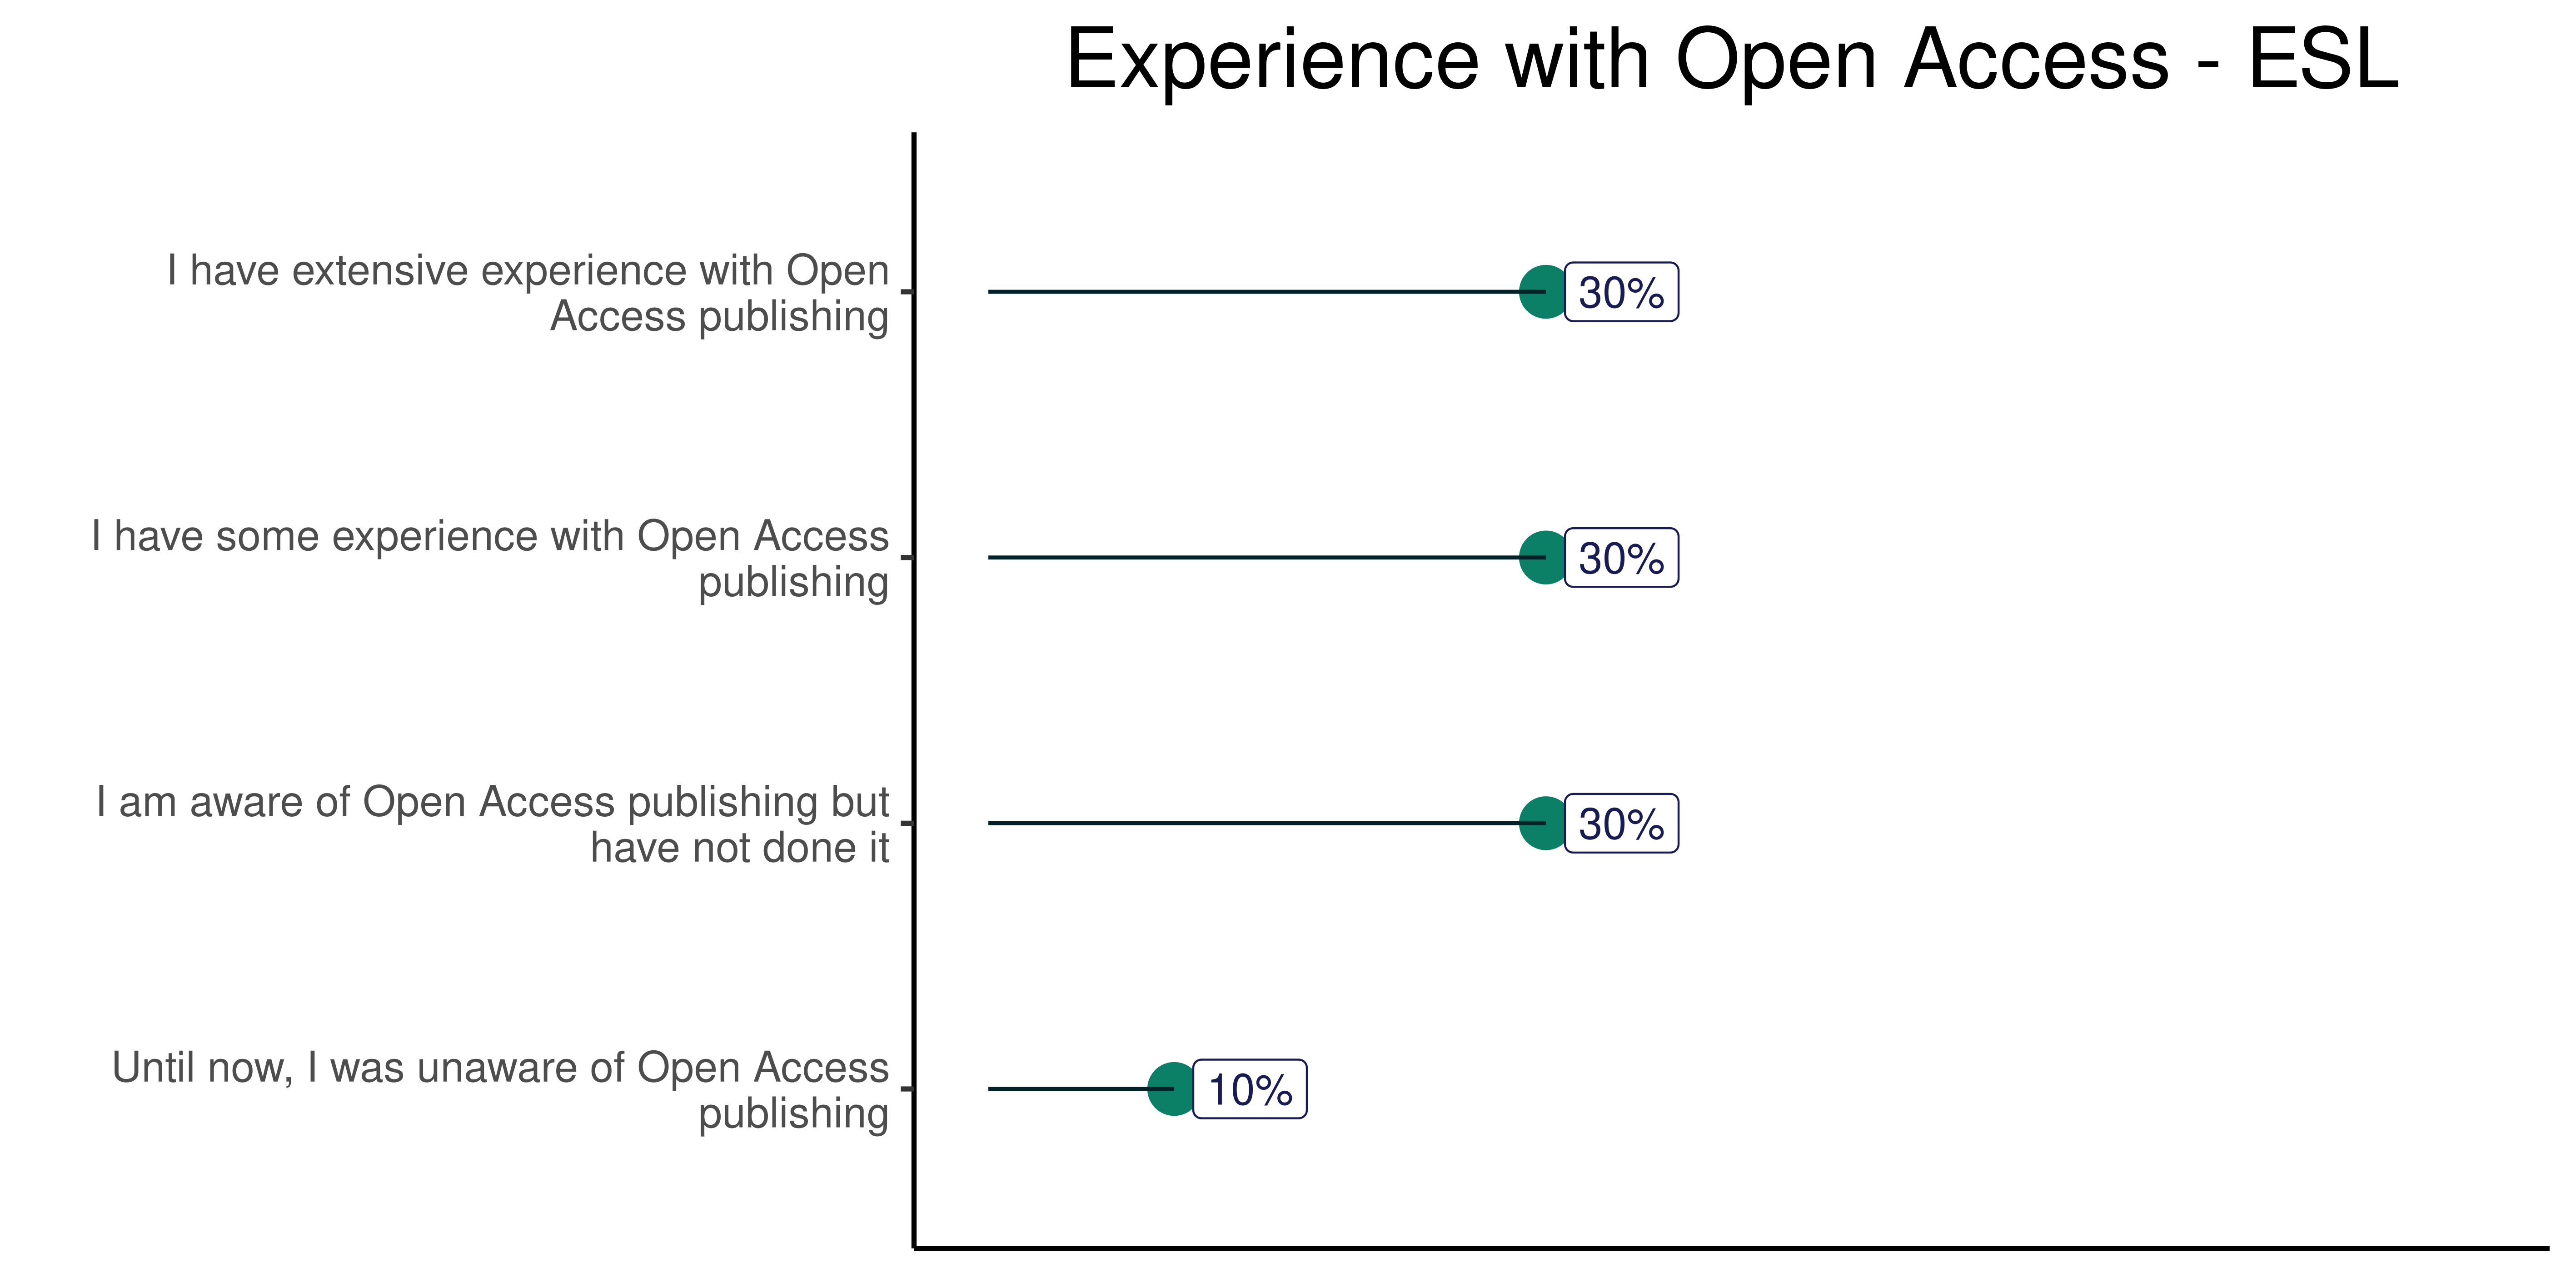 Experience with Open Access - ESL
I have extensive experience with Open
Access publishing
30%
I have some experience with Open Access
publishing
30%
I am aware of Open Access publishing but
have not done it
30%
Until now, I was unaware of Open Access
publishing
10%